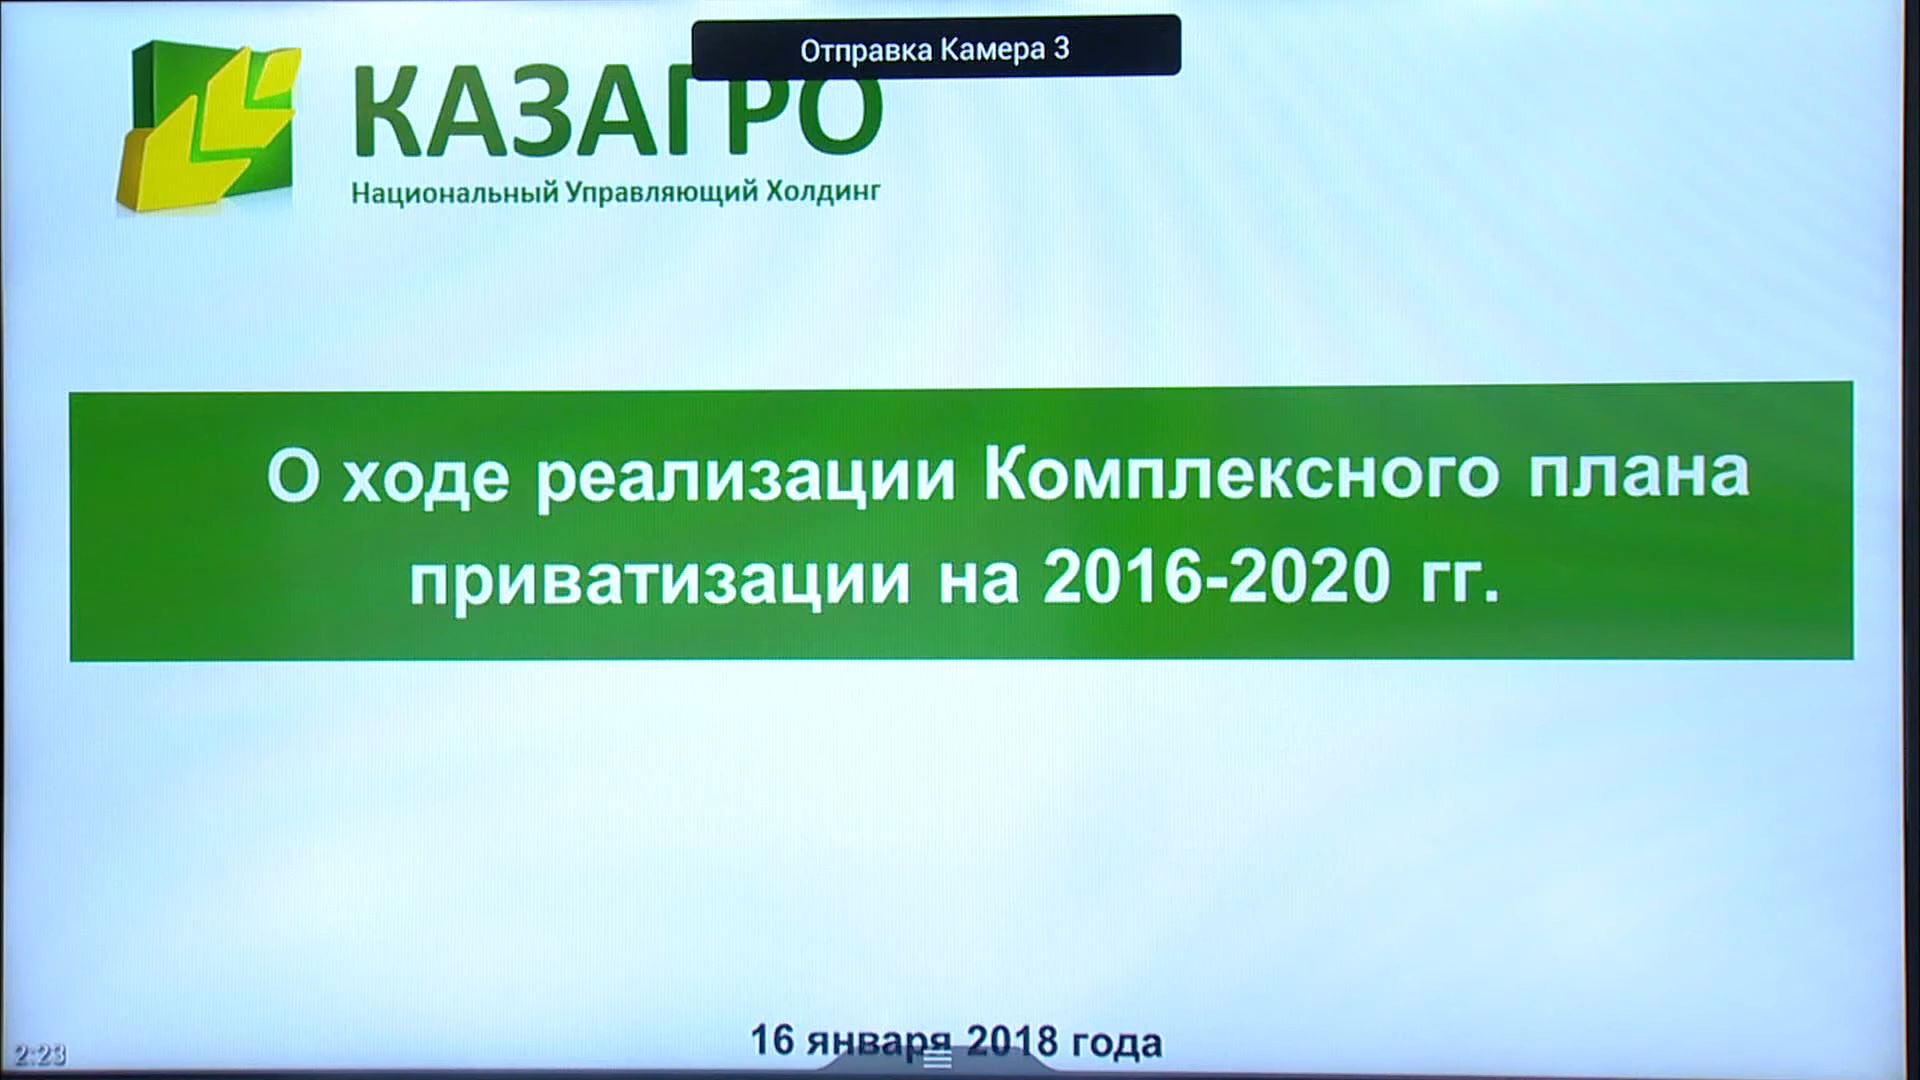 Отправка Камера 3
КАЗАГРО
Национальный Управляющий Холдинг
О ходе реализации Комплексного плана
приватизации на 2016-2020 гг.
16 января 2018 года
2:23